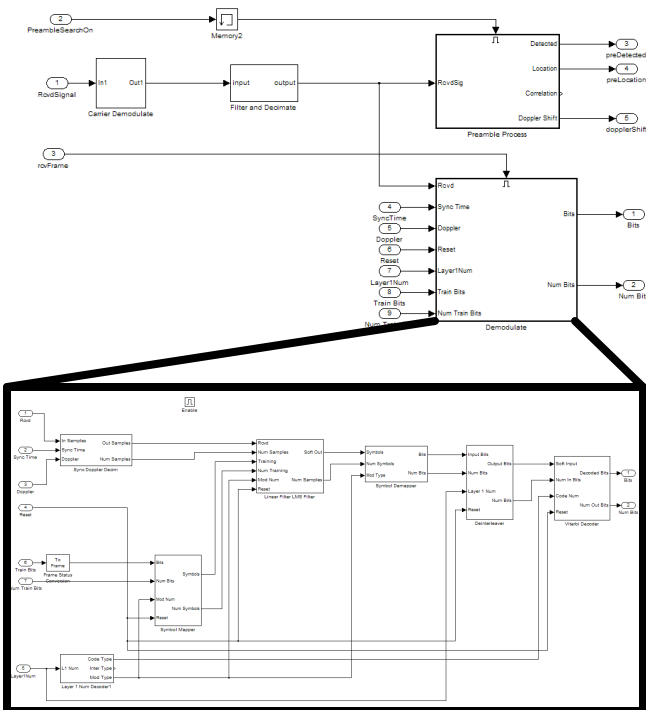 2
PreambleSearchOn
Memory2
1
RcvdSignal
In1 Out1
Carrier Demodulate
input output
Filter and Decimate
RcvdSig
Detected
Location
Correlation
Doppler Shift
Preamble Process
3
preDetected
4
preLocation
5
dopplerShift
3
rcvFrame
4
SyncTime
5
Doppler
6
Reset
7
Layer1Num
8
Train Bits
9
Rcvd
Sync Time
Doppler
Reset
Layer1Num
Train Bits
Num Train Bits
Bits
Num Bits
Demodulate
1
Bits
2
Num Bit
Enable
1
Rcvd
2
Sync Time
3
Doppler
4
Reset
In Samples
Sync Time
Doppler
Out Samples
Num Samples
Sync Doppler Decim
Rcvd
Num Samples
Training
Num Training
Mod Num
Reset
Soft Out
Num Samples
Linear Filter LMS Filter
Symbols
Num Symbols
Mod Type
Bits
Num Bits
Symbol Demapper
Input Bits
Num Bits
Layer 1 Num
Reset
Output Bits
Num Bits
Deinterleaver
Soft Input
Num In Bits
Code Num
Reset
Decoded Bits
Num Out Bits
Viterbi Decoder
1
Bits
2
Num Bits
6
Train Bits
7
um Train Bits
To
Frame
Frame Status
Conversion
Bits
Num Bits
Mod Num
Reset
Symbols
Num Symbols
Symbol Mapper
5
Layer1Num
L1 Num
Code Type
Inter Type
Mod Type
Layer 1 Num Decoder1